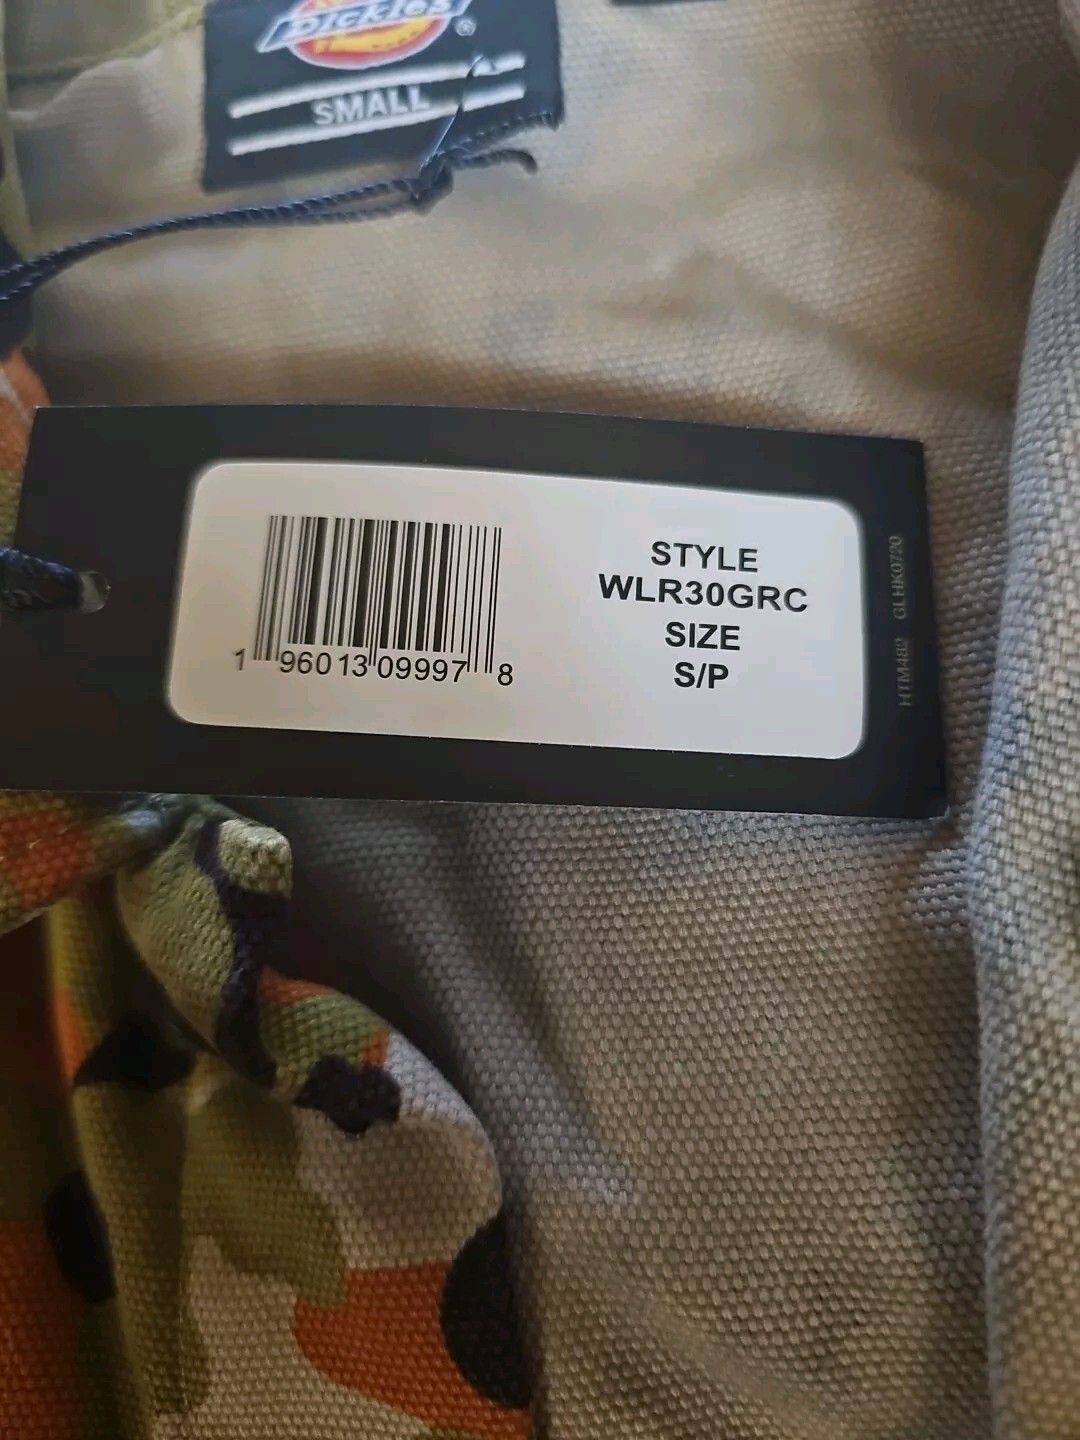 Dickies®
SMALL
STYLE
WLR30GRC
SIZE
S/P
1 96013 09997 8
HTM482 GLHK0720